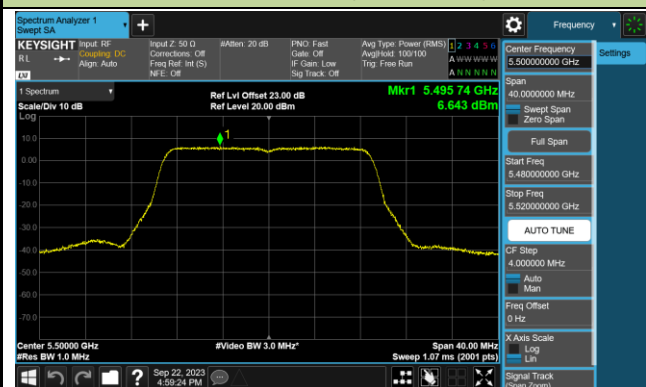 Spectrum Analyzer 1
Swept SA
Frequency
KEYSIGHT
RL
LXI
Input: RF
Coupling: DC
Align: Auto
Input Z: 50 Ω
Corrections: Off
Freq Ref: Int (S)
NFE: Off
#Atten: 20 dB
PNO: Fast
Gate: Off
IF Gain: Low
Sig Track: Off
Avg Type: Power (RMS)
Avg|Hold: 100/100
Trig: Free Run
1 2 3 4 5 6
A W W W W W
A N N N N N
Center Frequency
5.500000000 GHz
Settings
Span
40.0000000 MHz
Swept Span
Zero Span
Full Span
Start Freq
5.480000000 GHz
Stop Freq
5.520000000 GHz
AUTO TUNE
CF Step
4.000000 MHz
Auto
Man
Freq Offset
0 Hz
X Axis Scale
Log
Lin
Signal Track
(Span Zoom)
1 Spectrum
Scale/Div 10 dB
Log
Ref Lvl Offset 23.00 dB
Ref Level 20.00 dBm
Mkr1 5.495 74 GHz
6.643 dBm
1
10.0
0.00
-10.0
-20.0
-30.0
-40.0
-50.0
-60.0
-70.0
Center 5.50000 GHz
#Res BW 1.0 MHz
#Video BW 3.0 MHz*
Span 40.00 MHz
Sweep 1.07 ms (2001 pts)
?
Sep 22, 2023
4:59:24 PM